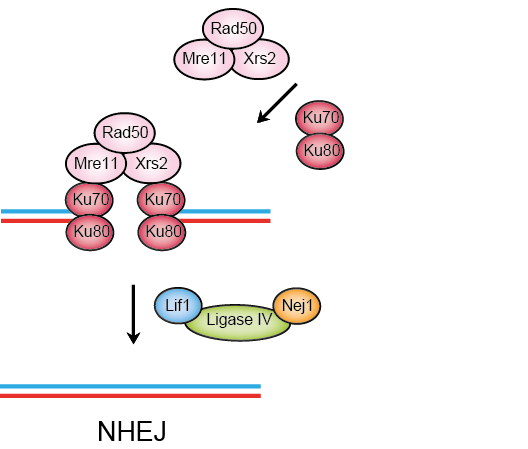 Rad50
Mre11 Xrs2
Ku70
Ku80
Rad50
Mre11 Xrs2
Ku70 Ku70
Ku80 Ku80
Lif1 Ligase IV Nej1
NHEJ